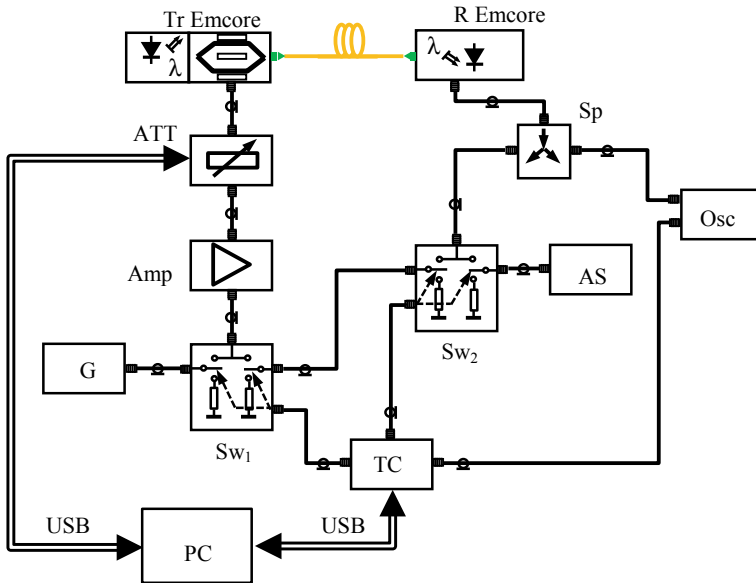 Tr Emcore
R Emcore
λ
λ
Sp
ATT
Osc
Amp
AS
Sw2
G
Sw1
TC
USB
USB
PC